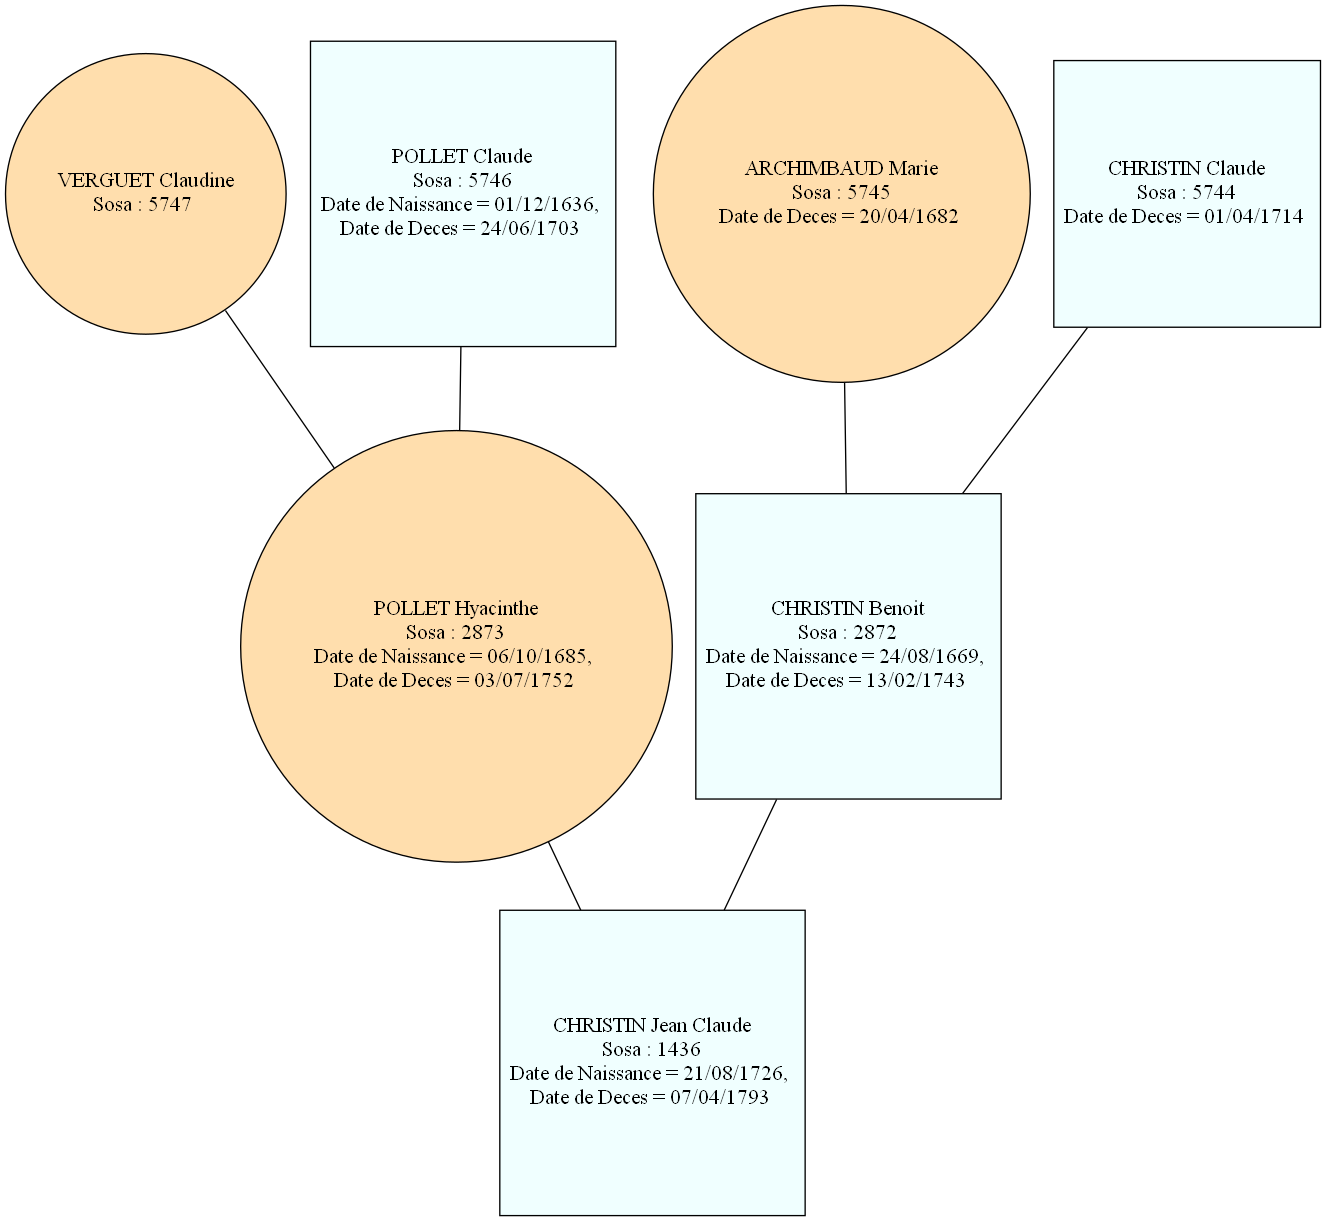 VERGUET Claudine
Sosa : 5747
POLLET Claude
Sosa : 5746
Date de Naissance = 01/12/1636,
Date de Deces = 24/06/1703
ARCHIMBAUD Marie
Sosa : 5745
Date de Deces = 20/04/1682
CHRISTIN Claude
Sosa : 5744
Date de Deces = 01/04/1714
POLLET Hyacinthe
Sosa : 2873
Date de Naissance = 06/10/1685,
Date de Deces = 03/07/1752
CHRISTIN Benoit
Sosa : 2872
Date de Naissance = 24/08/1669,
Date de Deces = 13/02/1743
CHRISTIN Jean Claude
Sosa : 1436
Date de Naissance = 21/08/1726,
Date de Deces = 07/04/1793